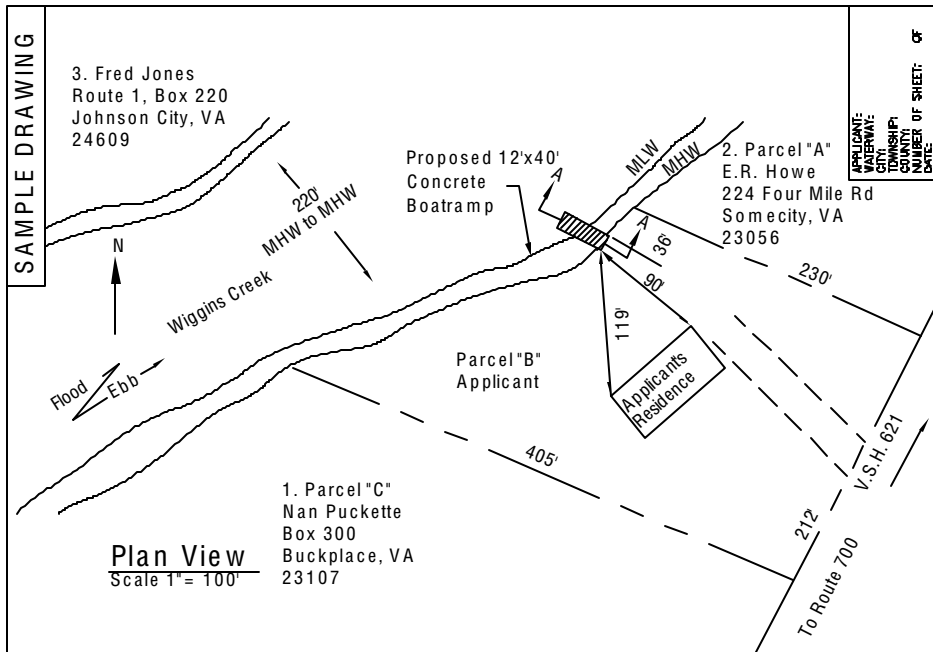 SAMPLE DRAWING
3. Fred Jones
Route 1, Box 220
Johnson City, VA
24609
220'
MHW to MHW
N
Wiggins Creek
Flood
Ebb
Proposed 12'x40'
Concrete
Boatramp
A
A
MLW
MHW
2. Parcel "A"
E.R. Howe
224 Four Mile Rd
Somecity, VA
23056
APPLICANT:
WATERWAY:
CITY:
TOWNSHIP:
COUNTY:
NUMBER OF SHEET: OF
DATE:
36'
90'
119'
230'
Parcel "B"
Applicant
Applicant's
Residence
405'
V.S.H. 621
212'
To Route 700
1. Parcel "C"
Nan Puckette
Box 300
Buckplace, VA
23107
Plan View
Scale 1" = 100'